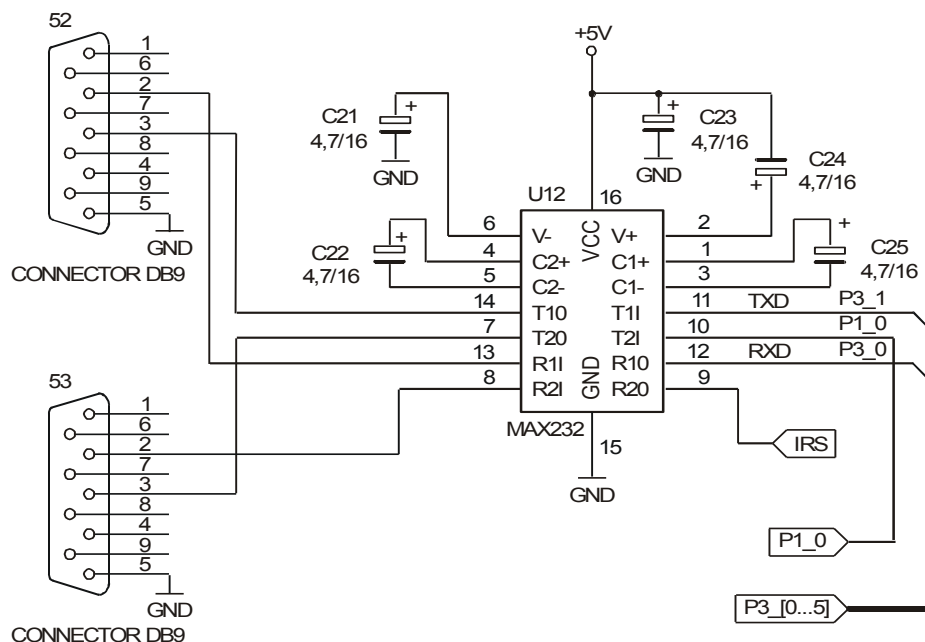 52
1
6
2
7
3
8
4
9
5
GND
CONNECTOR DB9
53
1
6
2
7
3
8
4
9
5
GND
CONNECTOR DB9
+5V
C21
4,7/16
+
GND
C22
4,7/16
+
C23
4,7/16
+
GND
C24
4,7/16
+
C25
4,7/16
+
U12
16
VCC
6 V- V+ 2
4 C2+ C1+ 1
5 C2- C1- 3
14 T10 T1I 11 TXD P3_1
7 T20 T2I 10 P1_0
13 R1I R10 12 RXD P3_0
8 R2I R20 9
GND
MAX232
15
GND
IRS
P1_0
P3_[0...5]